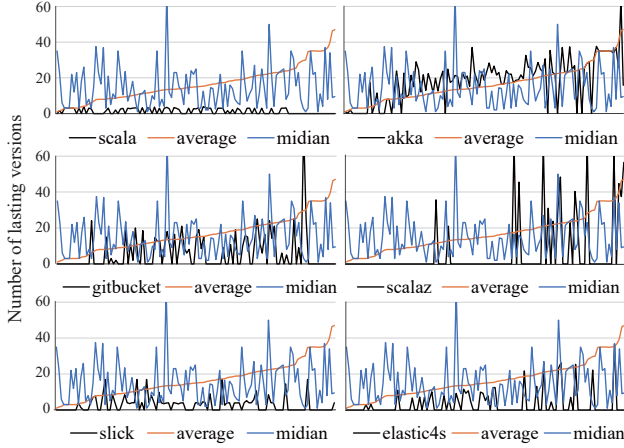 Number of lasting versions
60
40
20
0
scala average midian
akka average midian
60
40
20
0
gitbucket average midian
scalaz average midian
60
40
20
0
slick average midian
elastic4s average midian